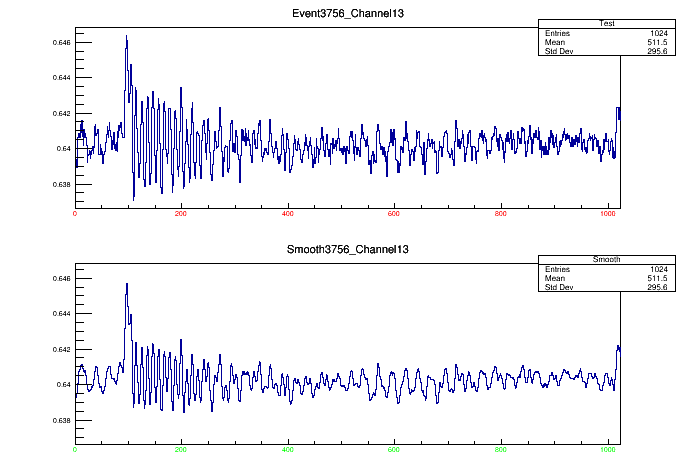 Event3756_Channel13
Test
Entries 1024
Mean 511.5
Std Dev 295.6
0.646
0.644
0.642
0.64
0.638
0 200 400 600 800 1000
Smooth3756_Channel13
Smooth
Entries 1024
Mean 511.5
Std Dev 295.6
0.646
0.644
0.642
0.64
0.638
0 200 400 600 800 1000